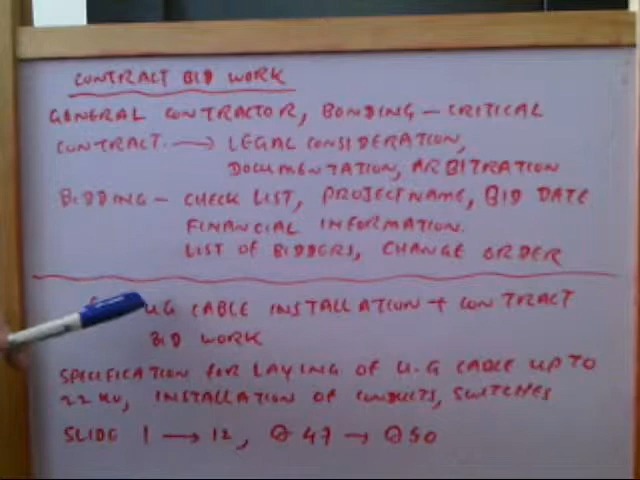 CONTRACT BID WORK
GENERAL CONTRACTOR, BONDING - CRITICAL
CONTRACT. → LEGAL CONSIDERATION,
DOCUMENTATION, ARBITRATION
BIDDING - CHECK LIST, PROJECT NAME, BID DATE
FINANCIAL INFORMATION.
LIST OF BIDDERS, CHANGE ORDER
U.G CABLE INSTALLATION + CONTRACT
BID WORK
SPECIFICATION FOR LAYING OF U.G CABLE UP TO
22 KV, INSTALLATION OF CONDUITS, SWITCHES
SLIDE 1 → 12, Q 47 → Q 50